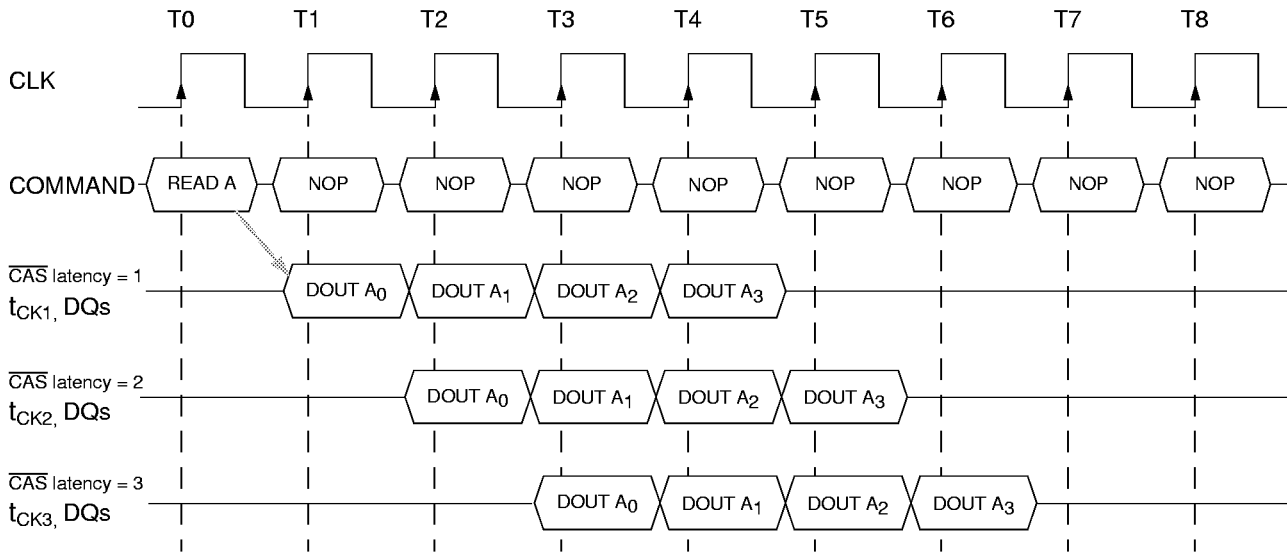 T0 T1 T2 T3 T4 T5 T6 T7 T8
CLK
COMMAND READ A NOP NOP NOP NOP NOP NOP NOP NOP
CAS latency = 1
tCK1, DQs DOUT A0 DOUT A1 DOUT A2 DOUT A3
CAS latency = 2
tCK2, DQs DOUT A0 DOUT A1 DOUT A2 DOUT A3
CAS latency = 3
tCK3, DQs DOUT A0 DOUT A1 DOUT A2 DOUT A3